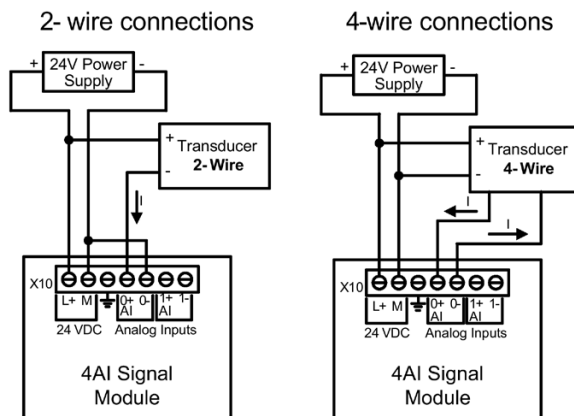 2- wire connections
+ 24V Power Supply -
+ Transducer
- 2-Wire
I
X10
L+ M 0+ 0- 1+ 1-
AI AI
24 VDC Analog Inputs
4AI Signal
Module
4-wire connections
+ 24V Power Supply -
+ Transducer
- 4-Wire
I
I
X10
L+ M 0+ 0- 1+ 1-
AI AI
24 VDC Analog Inputs
4AI Signal
Module